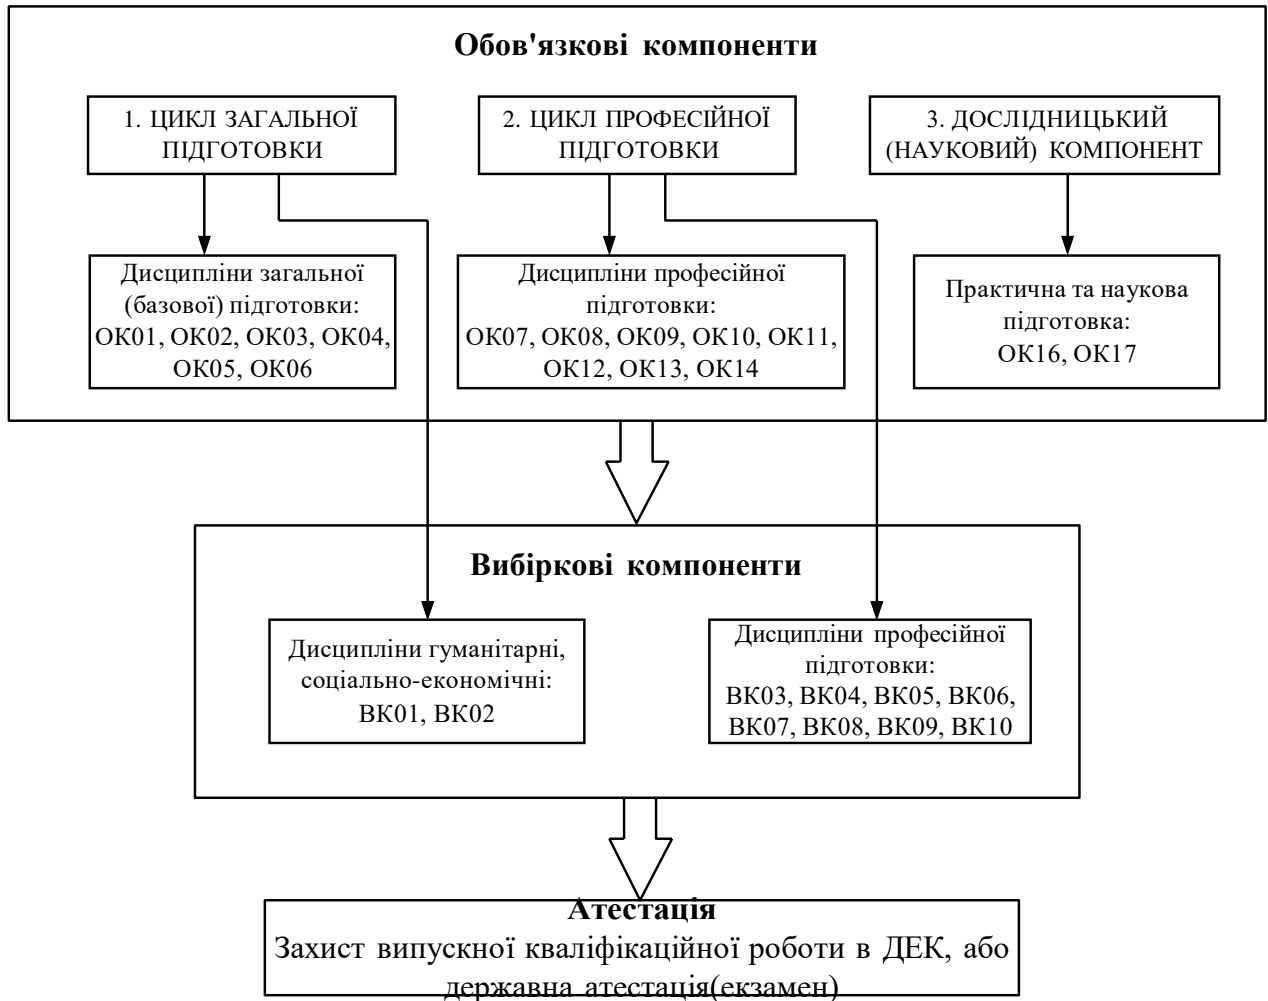 Обов'язкові компоненти
1. ЦИКЛ ЗАГАЛЬНОЇ
ПІДГОТОВКИ
2. ЦИКЛ ПРОФЕСІЙНОЇ
ПІДГОТОВКИ
3. ДОСЛІДНИЦЬКИЙ
(НАУКОВИЙ) КОМПОНЕНТ
Дисципліни загальної
(базової) підготовки:
ОК01, ОК02, ОК03, ОК04,
ОК05, ОК06
Дисципліни професійної
підготовки:
ОК07, ОК08, ОК09, ОК10, ОК11,
ОК12, ОК13, ОК14
Практична та наукова
підготовка:
ОК16, ОК17
Вибіркові компоненти
Дисципліни гуманітарні,
соціально-економічні:
ВК01, ВК02
Дисципліни професійної
підготовки:
ВК03, ВК04, ВК05, ВК06,
ВК07, ВК08, ВК09, ВК10
Атестація
Захист випускної кваліфікаційної роботи в ДЕК, або
державна атестація(екзамен)